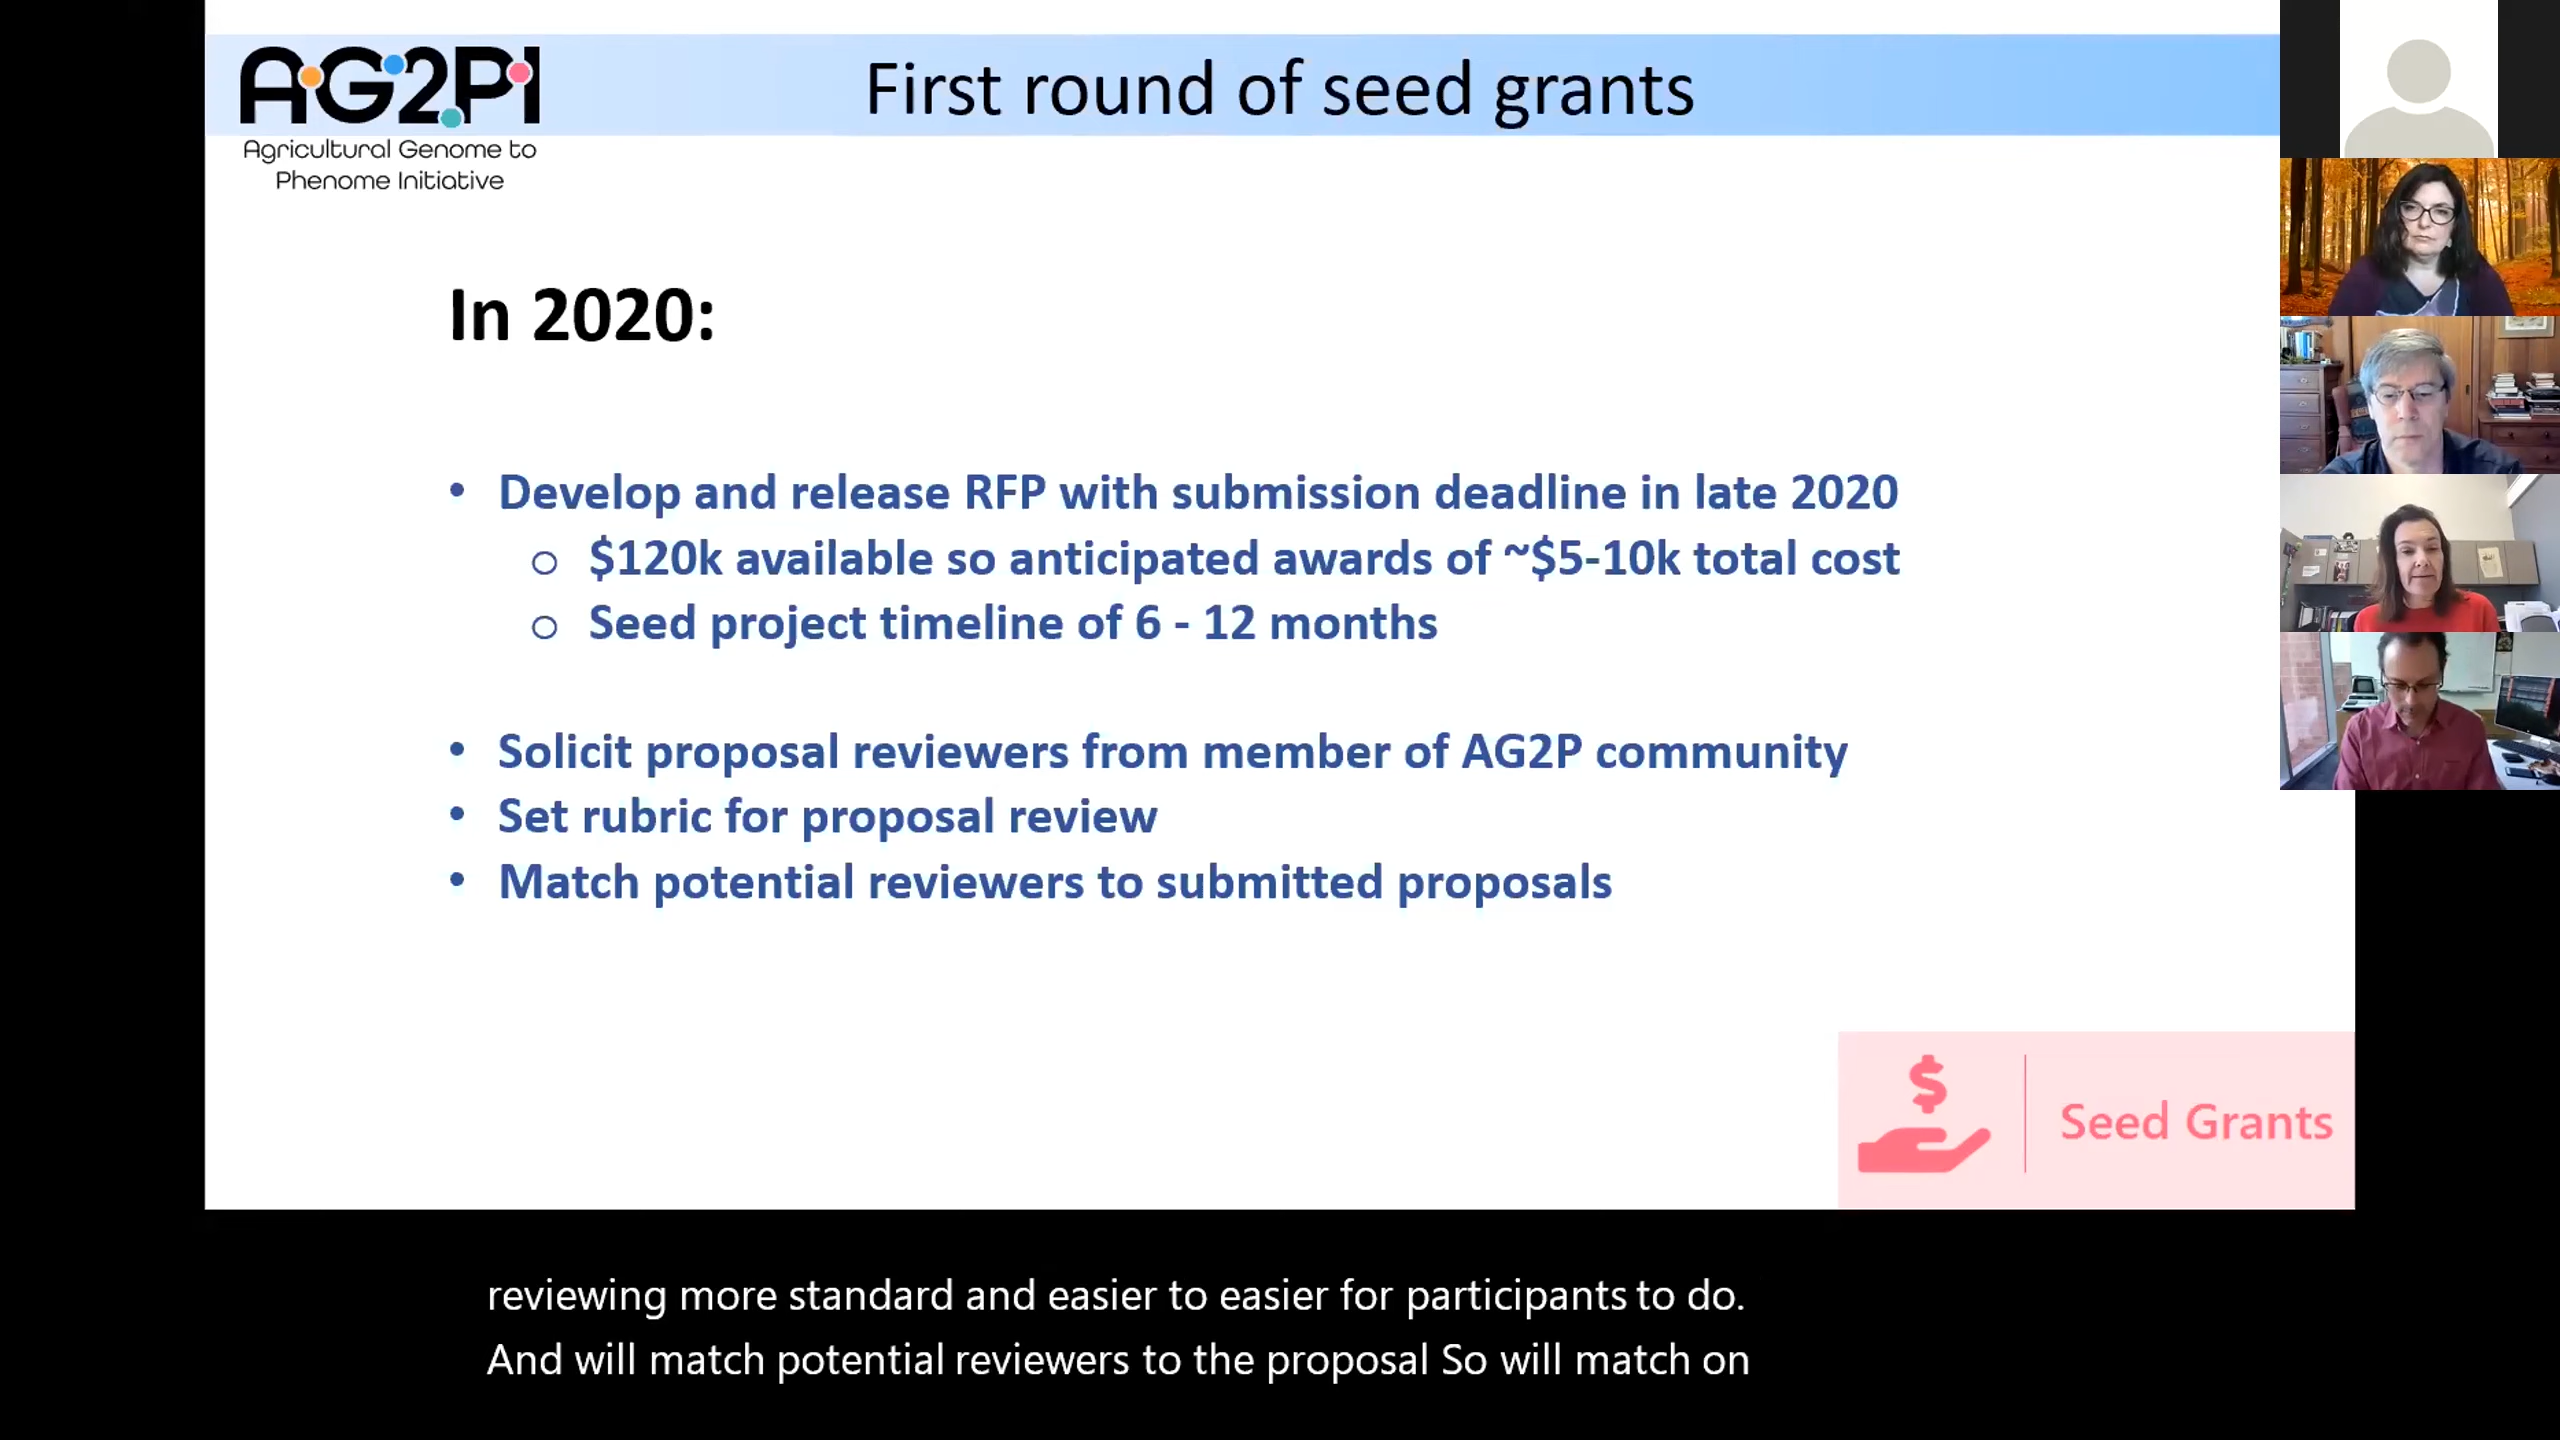 AG2PI
First round of seed grants
Agricultural Genome to
Phenome Initiative
In 2020:
• Develop and release RFP with submission deadline in late 2020
o $120k available so anticipated awards of ~$5-10k total cost
o Seed project timeline of 6 - 12 months
• Solicit proposal reviewers from member of AG2P community
• Set rubric for proposal review
• Match potential reviewers to submitted proposals
$
Seed Grants
reviewing more standard and easier to easier for participants to do.
And will match potential reviewers to the proposal So will match on